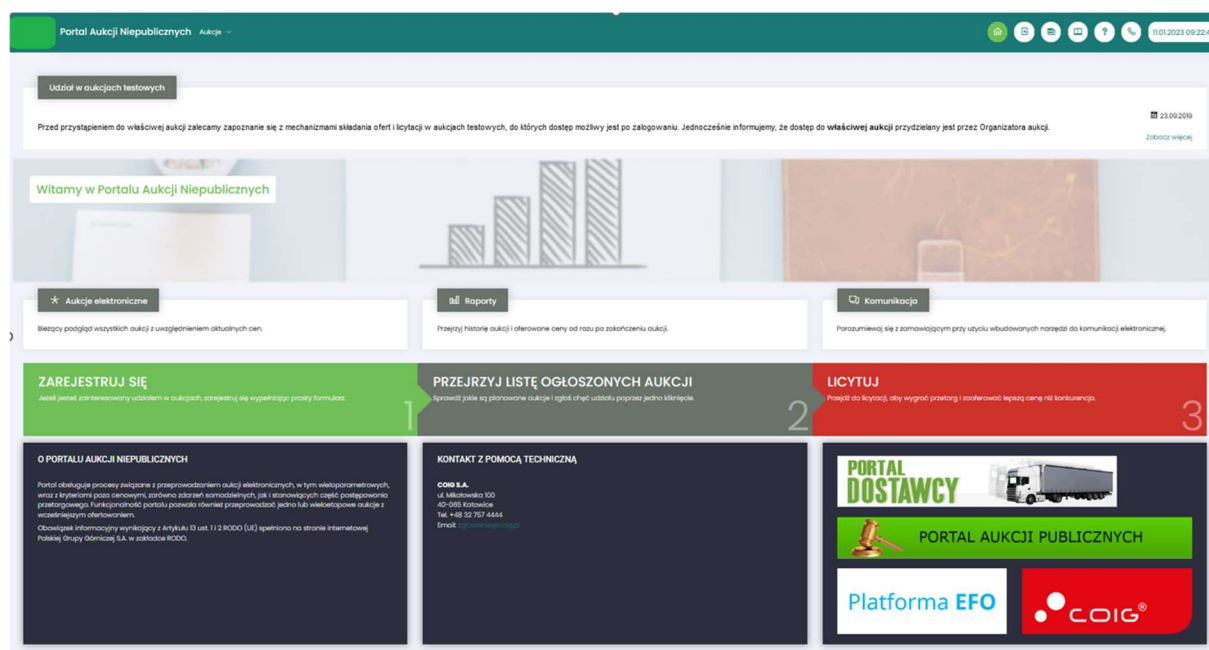 Portal Aukcji Niepublicznych Aukcje
11.01.2023 09:22:4
Udział w aukcjach testowych
23.09.2019
Przed przystąpieniem do właściwej aukcji zalecamy zapoznanie się z mechanizmami składania ofert i licytacji w aukcjach testowych, do których dostęp możliwy jest po zalogowaniu. Jednocześnie informujemy, że dostęp do właściwej aukcji przydzielany jest przez Organizatora aukcji.
Zobacz więcej
Witamy w Portalu Aukcji Niepublicznych
Aukcje elektroniczne
Bieżący podgląd wszystkich aukcji z uwzględnieniem aktualnych cen.
Raporty
Przejrzyj historię aukcji i oferowane ceny od razu po zakończeniu aukcji.
Komunikacja
Porozumiewaj się z zamawiającym przy użyciu wbudowanych narzędzi do komunikacji elektronicznej.
ZAREJESTRUJ SIĘ
Jeżeli jesteś zainteresowany udziałem w aukcjach, zarejestruj się wypełniając prosty formularz.
1
PRZEJRZYJ LISTĘ OGŁOSZONYCH AUKCJI
Sprawdź jakie są planowane aukcje i zgłoś chęć udziału poprzez jedno kliknięcie.
2
LICYTUJ
Przejdź do licytacji, aby wygrać przetarg i zaoferować lepszą cenę niż konkurencja.
3
O PORTALU AUKCJI NIEPUBLICZNYCH
Portal obsługuje procesy związane z przeprowadzaniem aukcji elektronicznych, w tym wieloparametrowych,
wraz z kryteriami poza cenowymi, zarówno zdarzeń samodzielnych, jak i stanowiących część postępowania
przetargowego. Funkcjonalność portalu pozwala również przeprowadzać jedno lub wieloetapowe aukcje z
wcześniejszym ofertowaniem.
Obowiązek informacyjny wynikający z Artykułu 13 ust. 1 i 2 RODO (UE) spełniono na stronie internetowej
Polskiej Grupy Górniczej S.A. w zakładce RODO.
KONTAKT Z POMOCĄ TECHNICZNĄ
COIG S.A.
ul. Mikołowska 100
40-065 Katowice
Tel. +48 32 757 4444
Email: zgloszenie@coig.pl
PORTAL
DOSTAWCY
PORTAL AUKCJI PUBLICZNYCH
Platforma EFO
COIG®